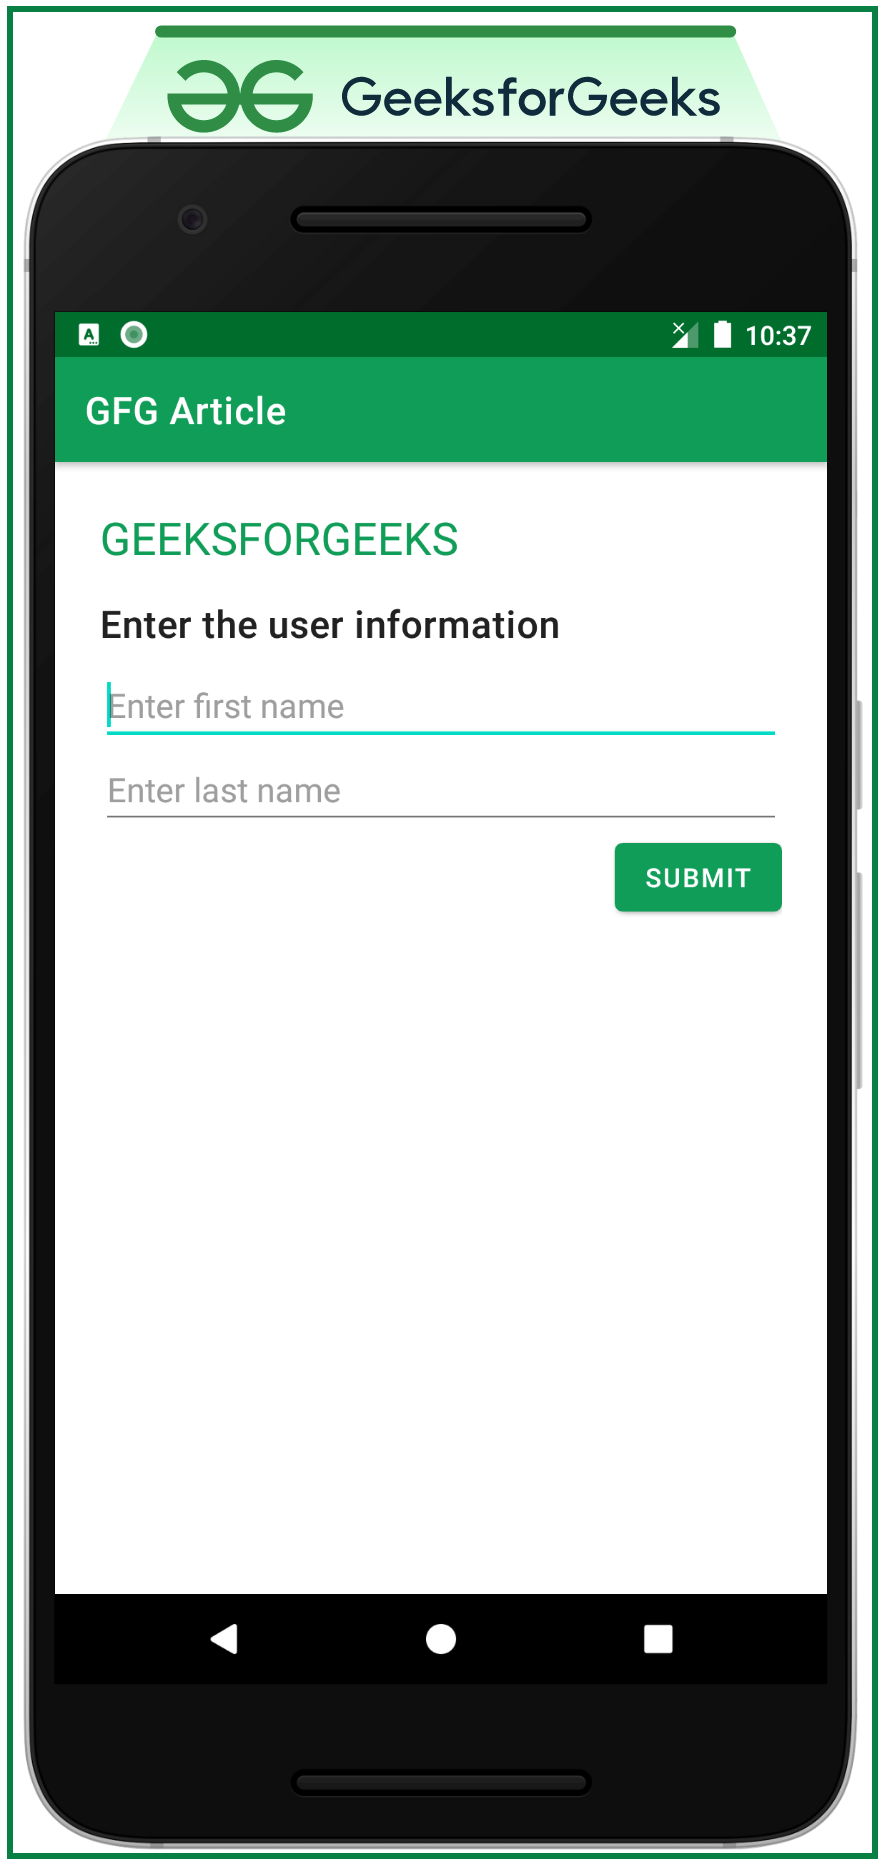 GeeksforGeeks
10:37
GFG Article
GEEKSFORGEEKS
Enter the user information
Enter first name
Enter last name
SUBMIT